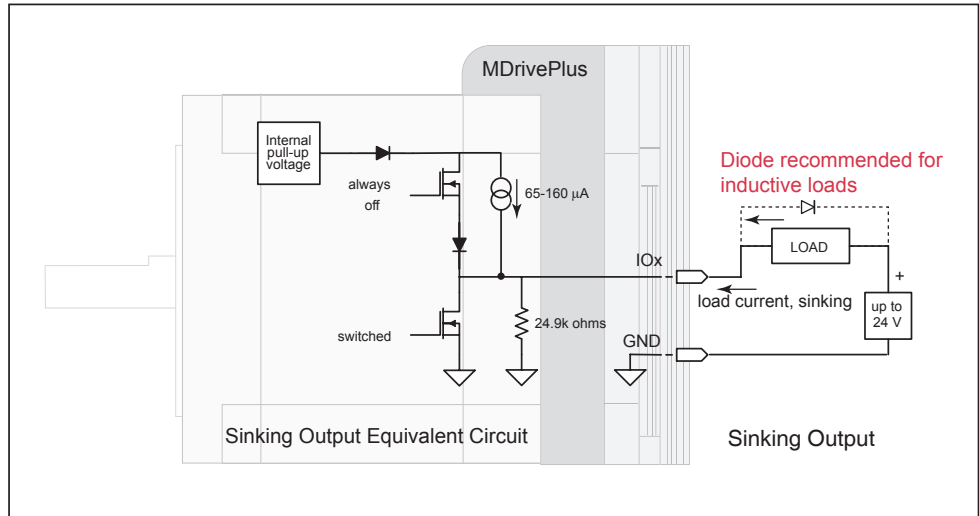 MDrivePlus
Internal
pull-up
voltage
always
off
65-160 µA
Diode recommended for
inductive loads
LOAD
IOx
+
load current, sinking
up to
24 V
switched
24.9k ohms
GND
Sinking Output Equivalent Circuit
Sinking Output